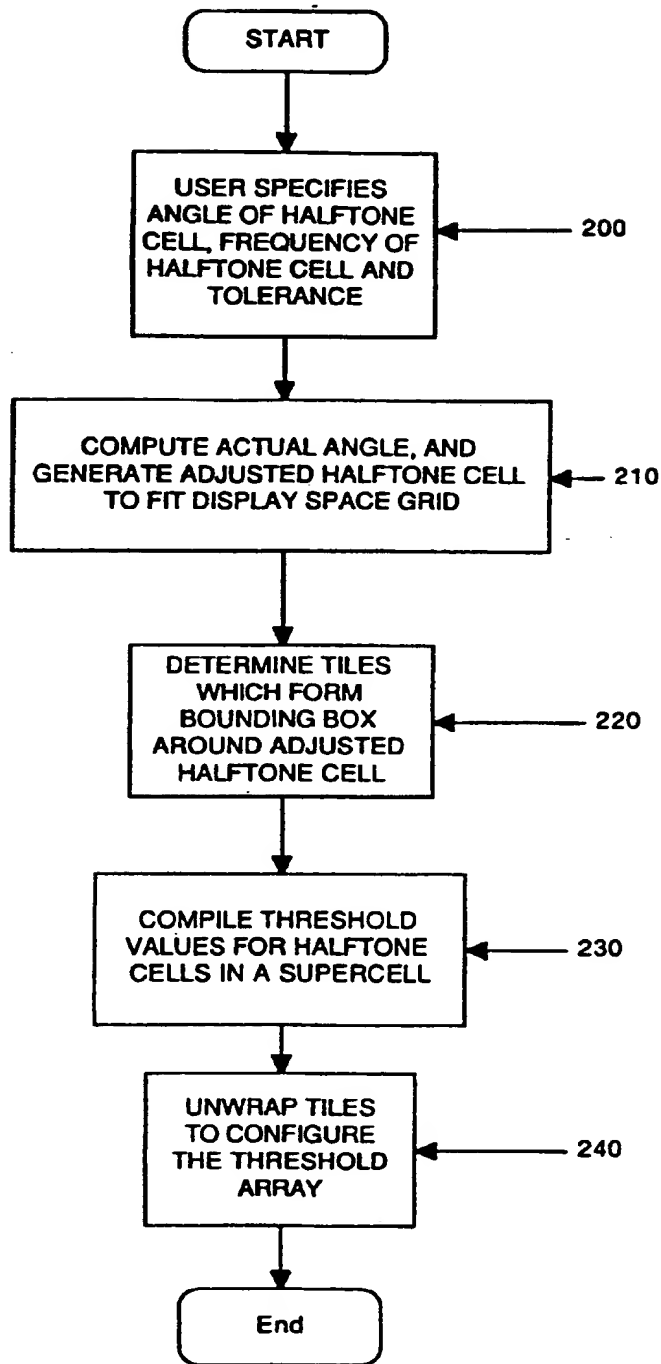 START
USER SPECIFIES
ANGLE OF HALFTONE
CELL, FREQUENCY OF
HALFTONE CELL AND
TOLERANCE
200
COMPUTE ACTUAL ANGLE, AND
GENERATE ADJUSTED HALFTONE CELL
TO FIT DISPLAY SPACE GRID
210
DETERMINE TILES
WHICH FORM
BOUNDING BOX
AROUND ADJUSTED
HALFTONE CELL
220
COMPILE THRESHOLD
VALUES FOR HALFTONE
CELLS IN A SUPERCELL
230
UNWRAP TILES
TO CONFIGURE
THE THRESHOLD
ARRAY
240
End